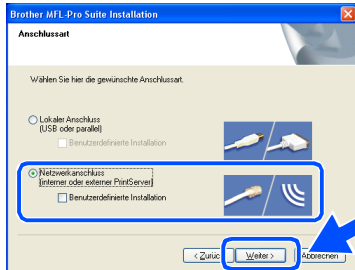 Brother MFL-Pro Suite Installation
Anschlussart
Wählen Sie hier die gewünschte Anschlussart.
Lokaler Anschluss
(USB oder parallel)
Benutzerdefinierte Installation
Netzwerkanschluss
(interner oder externer PrintServer)
Benutzerdefinierte Installation
< Zurüc Weiter > Abbrechen